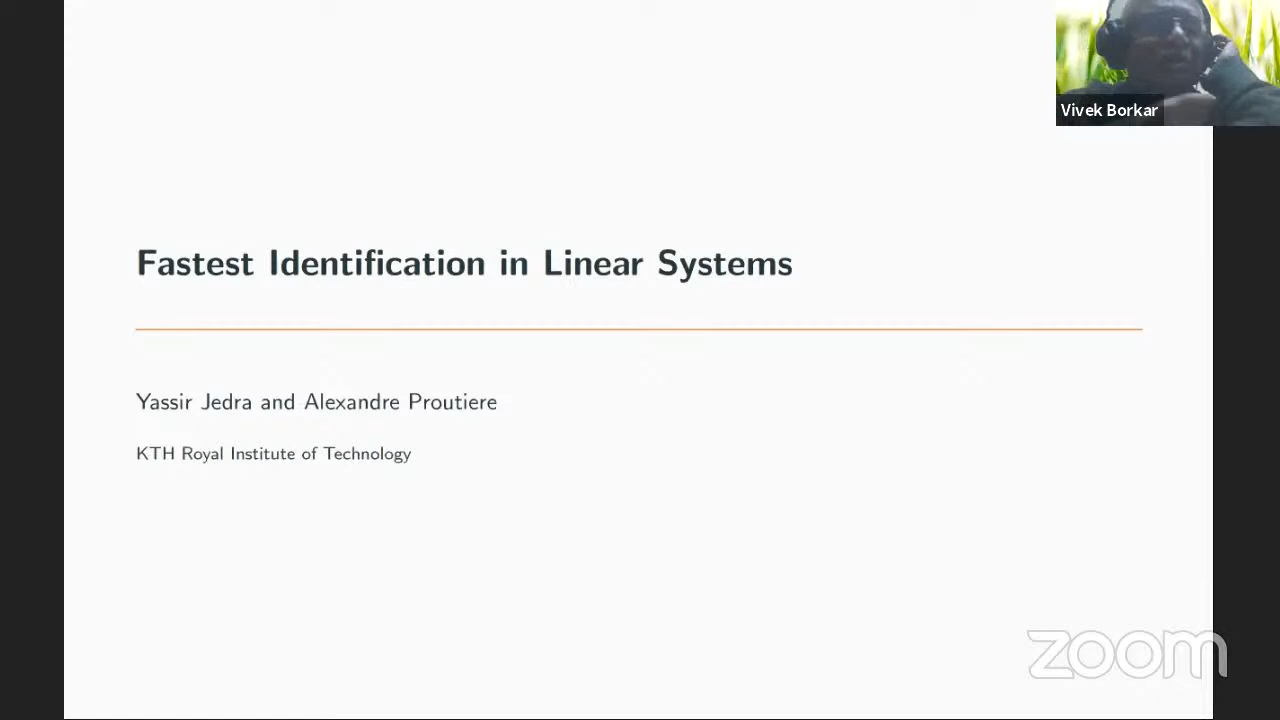 Vivek Borkar
Fastest Identification in Linear Systems
Yassir Jedra and Alexandre Proutiere
KTH Royal Institute of Technology
zoom